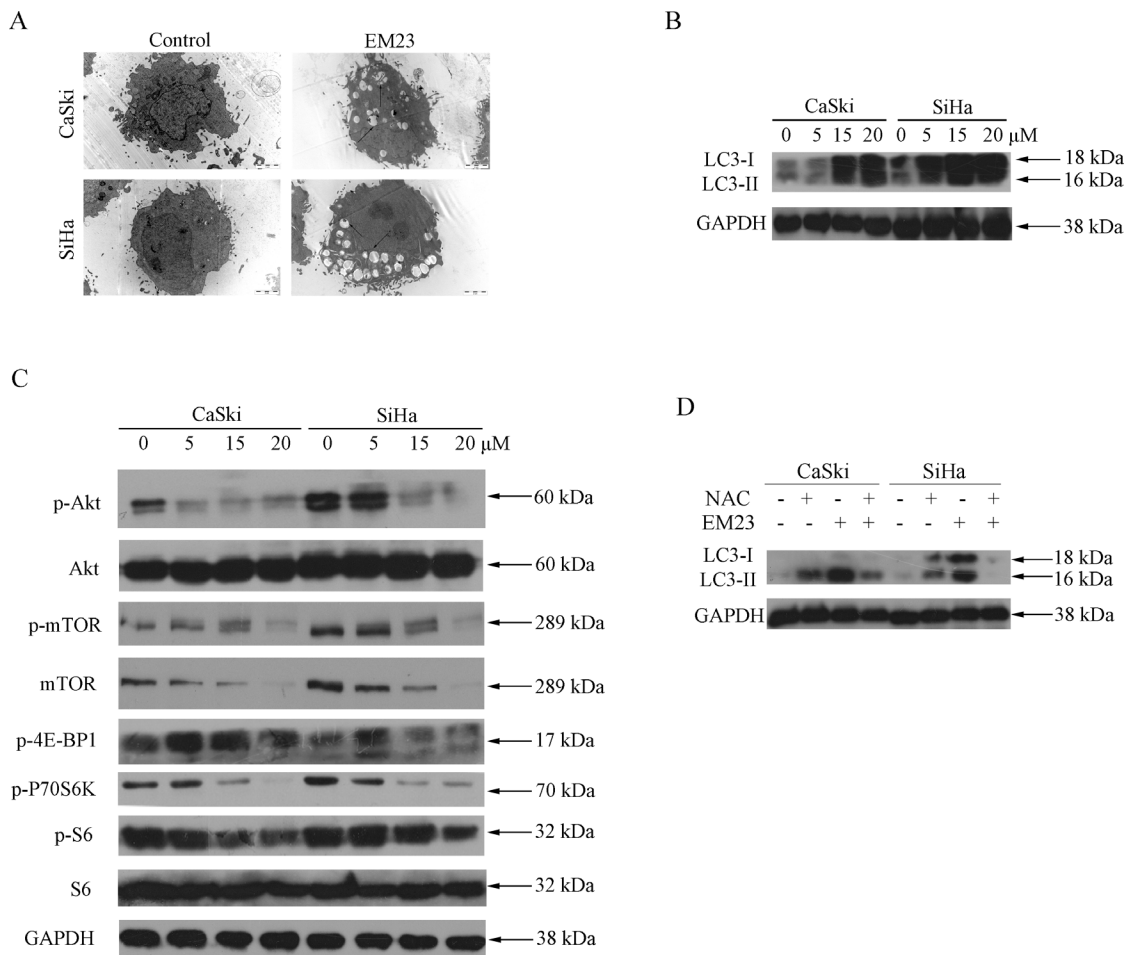 A
Control EM23
CaSki
SiHa
B
CaSki SiHa
0 5 15 20 0 5 15 20 μM
LC3-I 18 kDa
LC3-II 16 kDa
GAPDH 38 kDa
C
CaSki SiHa
0 5 15 20 0 5 15 20 μM
p-Akt 60 kDa
Akt 60 kDa
p-mTOR 289 kDa
mTOR 289 kDa
p-4E-BP1 17 kDa
p-P70S6K 70 kDa
p-S6 32 kDa
S6 32 kDa
GAPDH 38 kDa
D
CaSki SiHa
NAC - + - + - + - +
EM23 - - + + - - + +
LC3-I 18 kDa
LC3-II 16 kDa
GAPDH 38 kDa